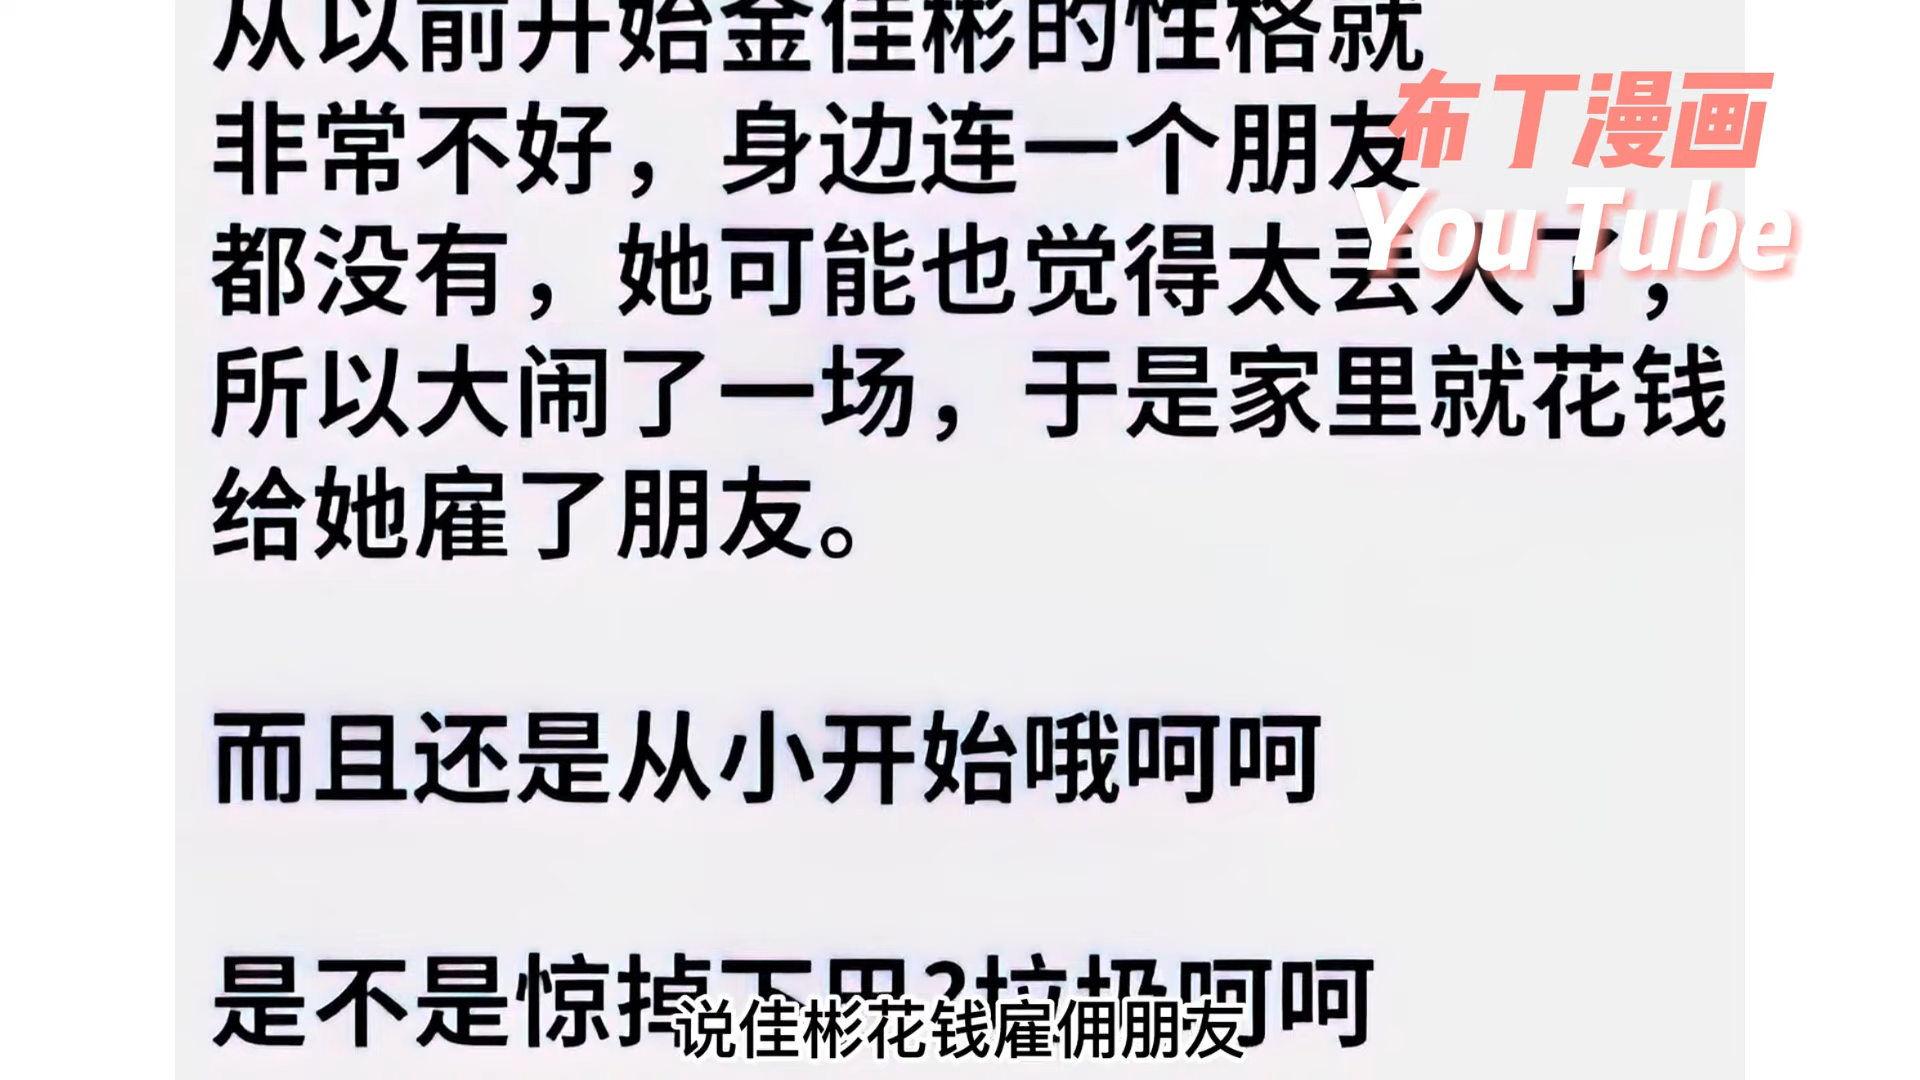 从以前开始金佳彬的性格就
非常不好，身边连一个朋友
布丁漫画
YouTube
都没有，她可能也觉得太丢人了，
所以大闹了一场，于是家里就花钱
给她雇了朋友。
而且还是从小开始哦呵呵
是不是惊掉下巴?垃圾呵呵
说佳彬花钱雇佣朋友